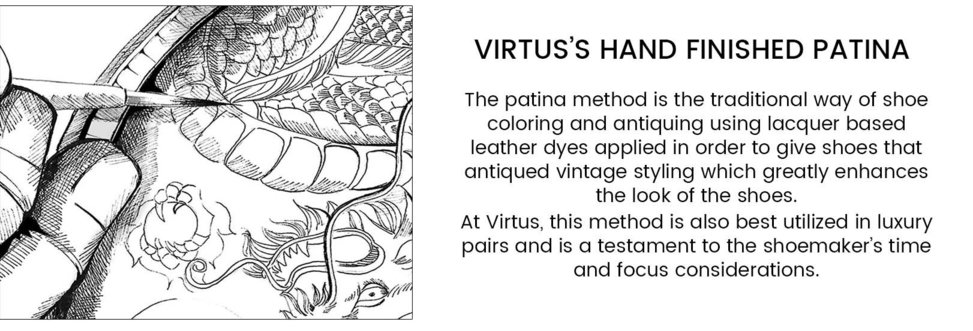 VIRTUS’S HAND FINISHED PATINA
The patina method is the traditional way of shoe
coloring and antiquing using lacquer based
leather dyes applied in order to give shoes that
antiqued vintage styling which greatly enhances
the look of the shoes.
At Virtus, this method is also best utilized in luxury
pairs and is a testament to the shoemaker’s time
and focus considerations.